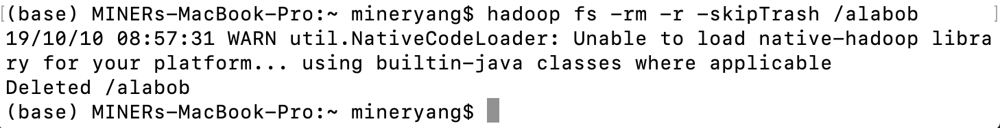 [(base) MINERs-MacBook-Pro:~ mineryang$ hadoop fs -rm -r -skipTrash /alabob ]
19/10/10 08:57:31 WARN util.NativeCodeLoader: Unable to load native-hadoop libra
ry for your platform... using builtin-java classes where applicable
Deleted /alabob
(base) MINERs-MacBook-Pro:~ mineryang$